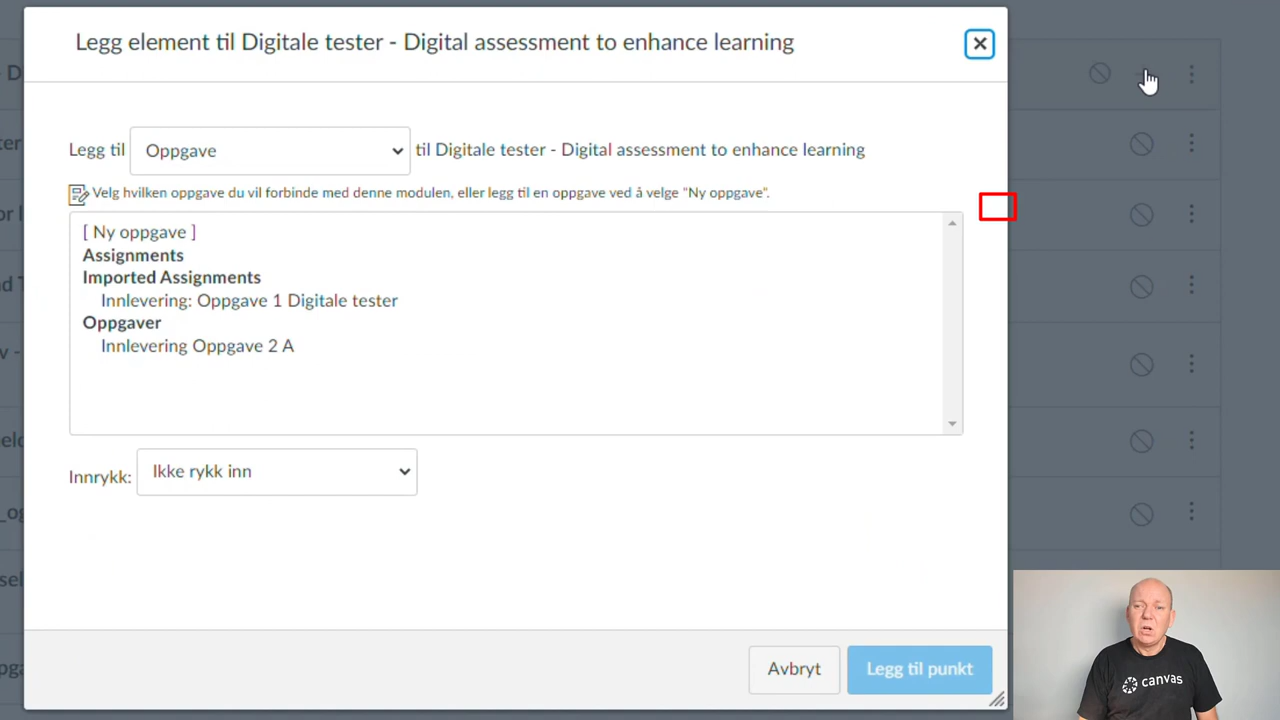 Legg element til Digitale tester - Digital assessment to enhance learning
Legg til Oppgave til Digitale tester - Digital assessment to enhance learning
Velg hvilken oppgave du vil forbinde med denne modulen, eller legg til en oppgave ved å velge "Ny oppgave".
[ Ny oppgave ]
Assignments
Imported Assignments
Innlevering: Oppgave 1 Digitale tester
Oppgaver
Innlevering Oppgave 2 A
Innrykk: Ikke rykk inn
Avbryt
Legg til punkt
canvas